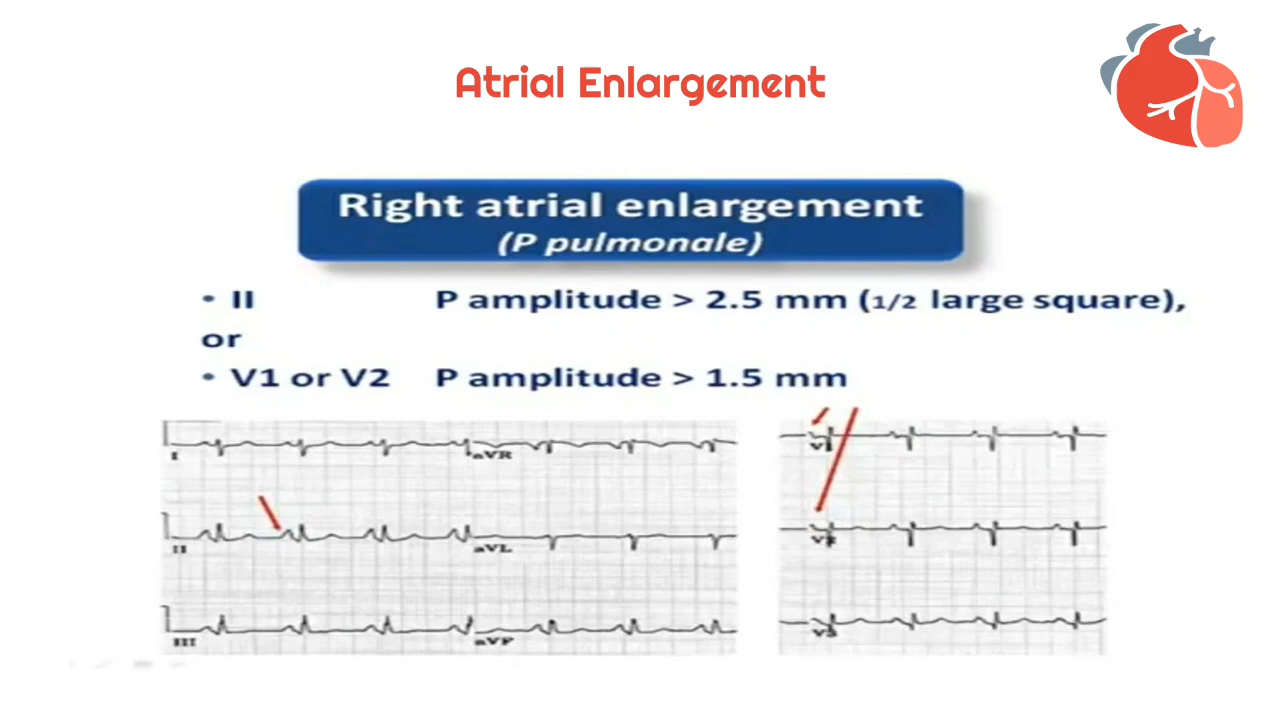 Atrial Enlargement
Right atrial enlargement
(P pulmonale)
• II P amplitude > 2.5 mm (1/2 large square),
or
• V1 or V2 P amplitude > 1.5 mm
I aVR
V1
II aVL
V2
III aVF
V3